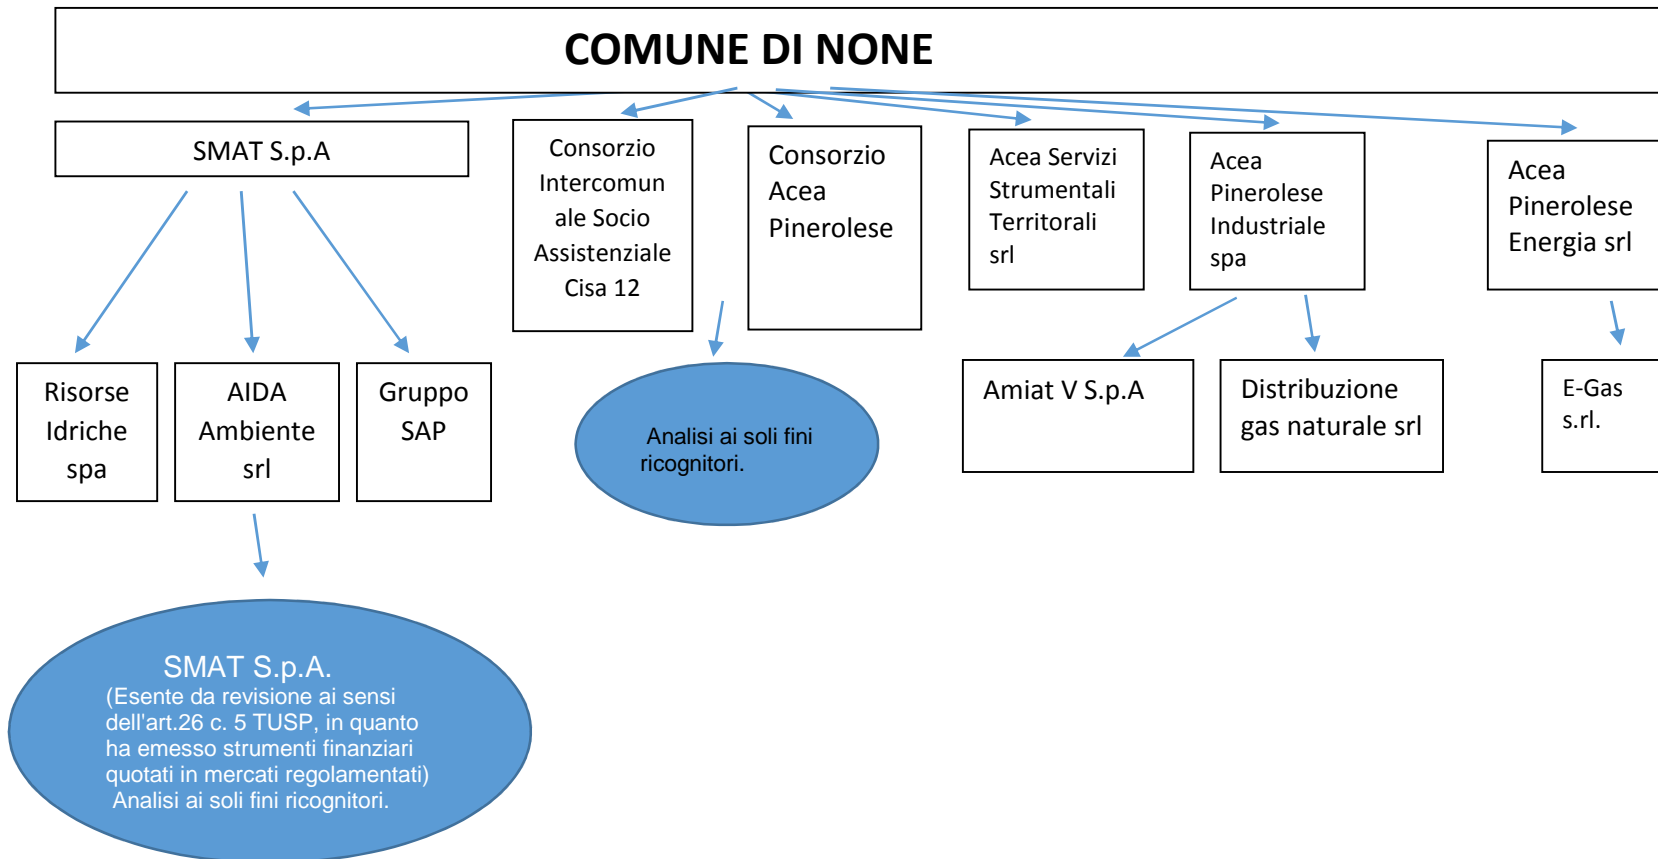 COMUNE DI NONE
SMAT S.p.A
Consorzio
Intercomun
ale Socio
Assistenziale
Cisa 12
Consorzio
Acea
Pinerolese
Acea Servizi
Strumentali
Territorali
srl
Acea
Pinerolese
Industriale
spa
Acea
Pinerolese
Energia srl
Risorse
Idriche
spa
AIDA
Ambiente
srl
Gruppo
SAP
Analisi ai soli fini
ricognitori.
Amiat V S.p.A
Distribuzione
gas naturale srl
E-Gas
s.rl.
SMAT S.p.A.
(Esente da revisione ai sensi
dell'art.26 c. 5 TUSP, in quanto
ha emesso strumenti finanziari
quotati in mercati regolamentati)
Analisi ai soli fini ricognitori.